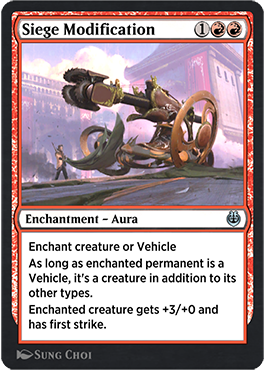 Siege Modification 1
Enchantment – Aura
Enchant creature or Vehicle
As long as enchanted permanent is a
Vehicle, it's a creature in addition to its
other types.
Enchanted creature gets +3/+0 and
has first strike.
Sung Choi